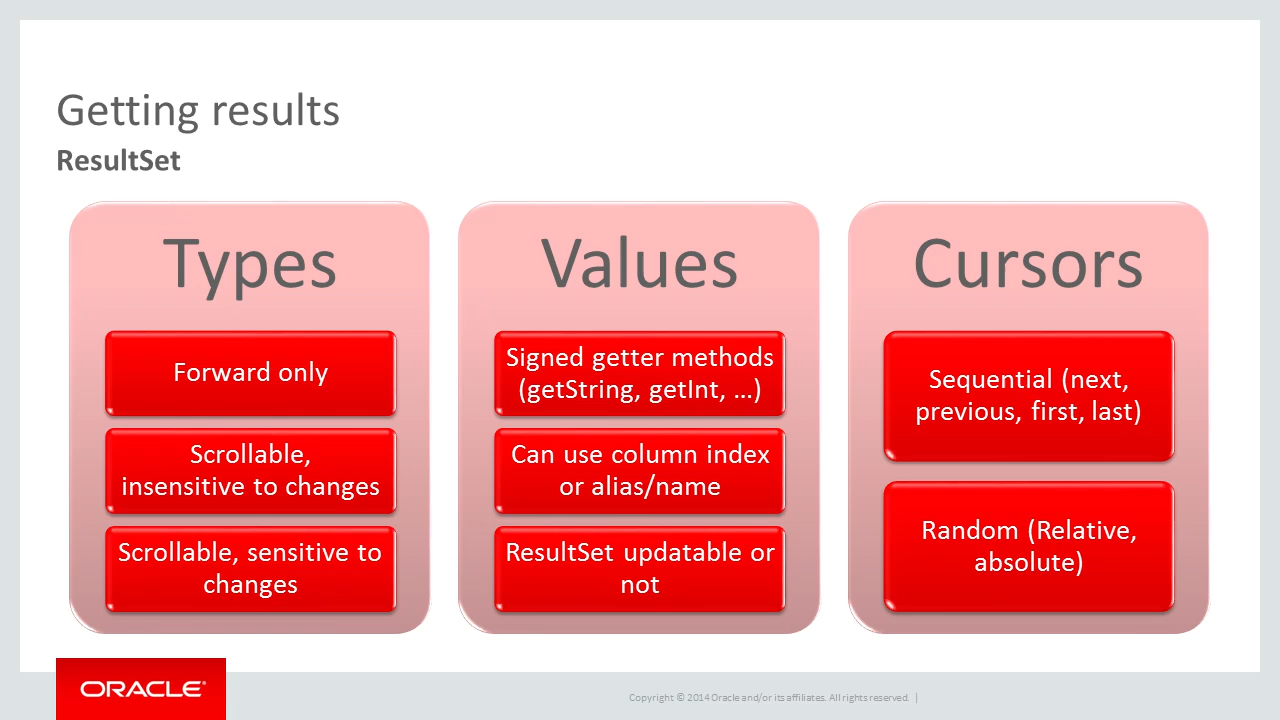 Getting results
ResultSet
Types
Forward only
Scrollable,
insensitive to changes
Scrollable, sensitive to
changes
Values
Signed getter methods
(getString, getInt, ...)
Can use column index
or alias/name
ResultSet updatable or
not
Cursors
Sequential (next,
previous, first, last)
Random (Relative,
absolute)
ORACLE®
Copyright © 2014 Oracle and/or its affiliates. All rights reserved. |